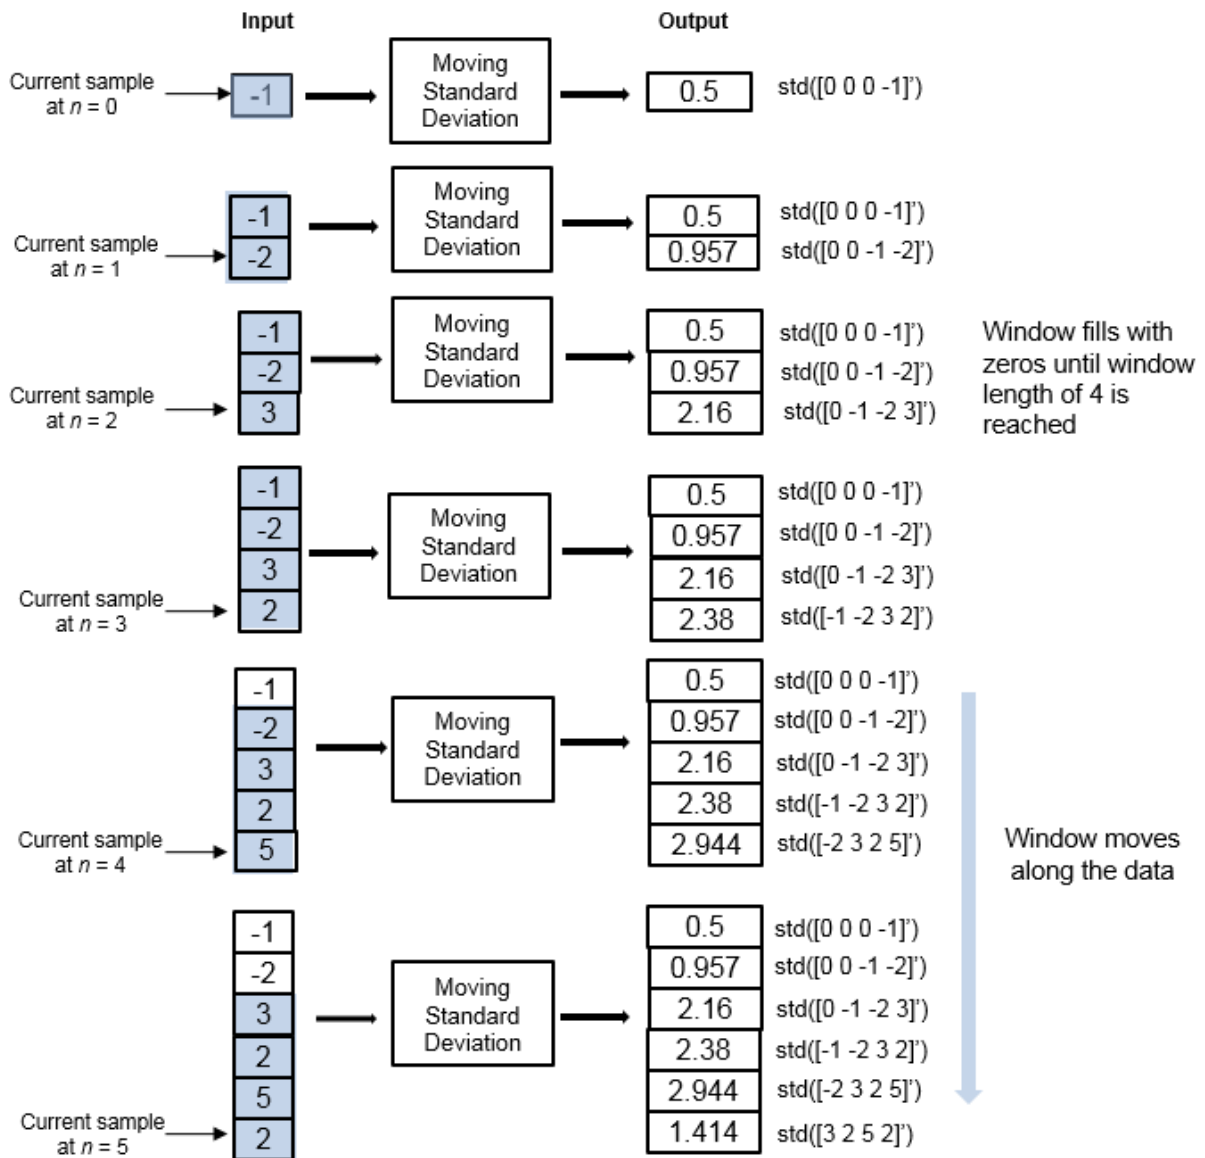 Input
Output
Current sample
at n = 0
-1
Moving
Standard
Deviation
0.5
std([0 0 0 -1]')
Current sample
at n = 1
-1
-2
Moving
Standard
Deviation
0.5
std([0 0 0 -1]')
0.957
std([0 0 -1 -2]')
Current sample
at n = 2
-1
-2
3
Moving
Standard
Deviation
0.5
std([0 0 0 -1]')
0.957
std([0 0 -1 -2]')
2.16
std([0 -1 -2 3]')
Window fills with
zeros until window
length of 4 is
reached
Current sample
at n = 3
-1
-2
3
2
Moving
Standard
Deviation
0.5
std([0 0 0 -1]')
0.957
std([0 0 -1 -2]')
2.16
std([0 -1 -2 3]')
2.38
std([-1 -2 3 2]')
Current sample
at n = 4
-1
-2
3
2
5
Moving
Standard
Deviation
0.5
std([0 0 0 -1]')
0.957
std([0 0 -1 -2]')
2.16
std([0 -1 -2 3]')
2.38
std([-1 -2 3 2]')
2.944
std([-2 3 2 5]')
Window moves
along the data
Current sample
at n = 5
-1
-2
3
2
5
2
Moving
Standard
Deviation
0.5
std([0 0 0 -1]')
0.957
std([0 0 -1 -2]')
2.16
std([0 -1 -2 3]')
2.38
std([-1 -2 3 2]')
2.944
std([-2 3 2 5]')
1.414
std([3 2 5 2]')